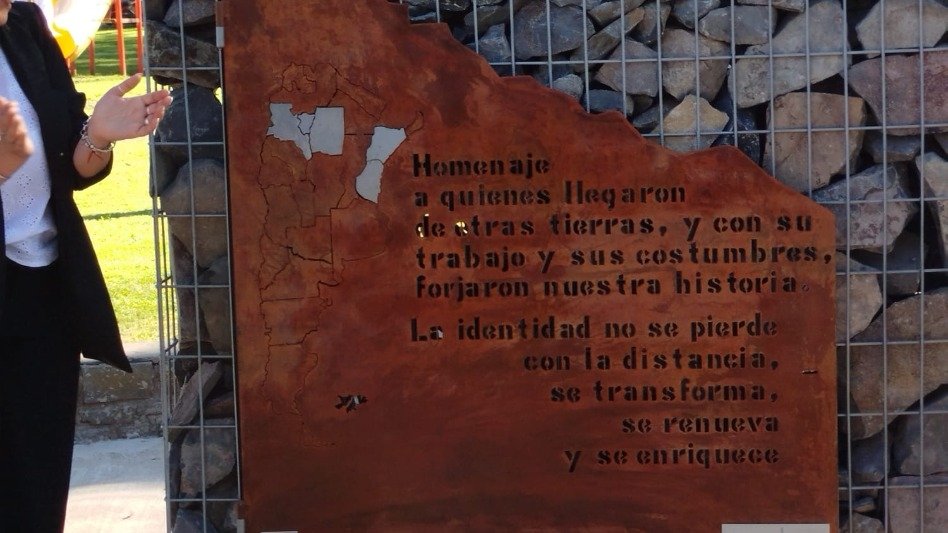 Homenaje
a quienes llegaron
de otras tierras, y con su
trabajo y sus costumbres,
forjaron nuestra historia.
La identidad no se pierde
con la distancia,
se transforma,
se renueva
y se enriquece